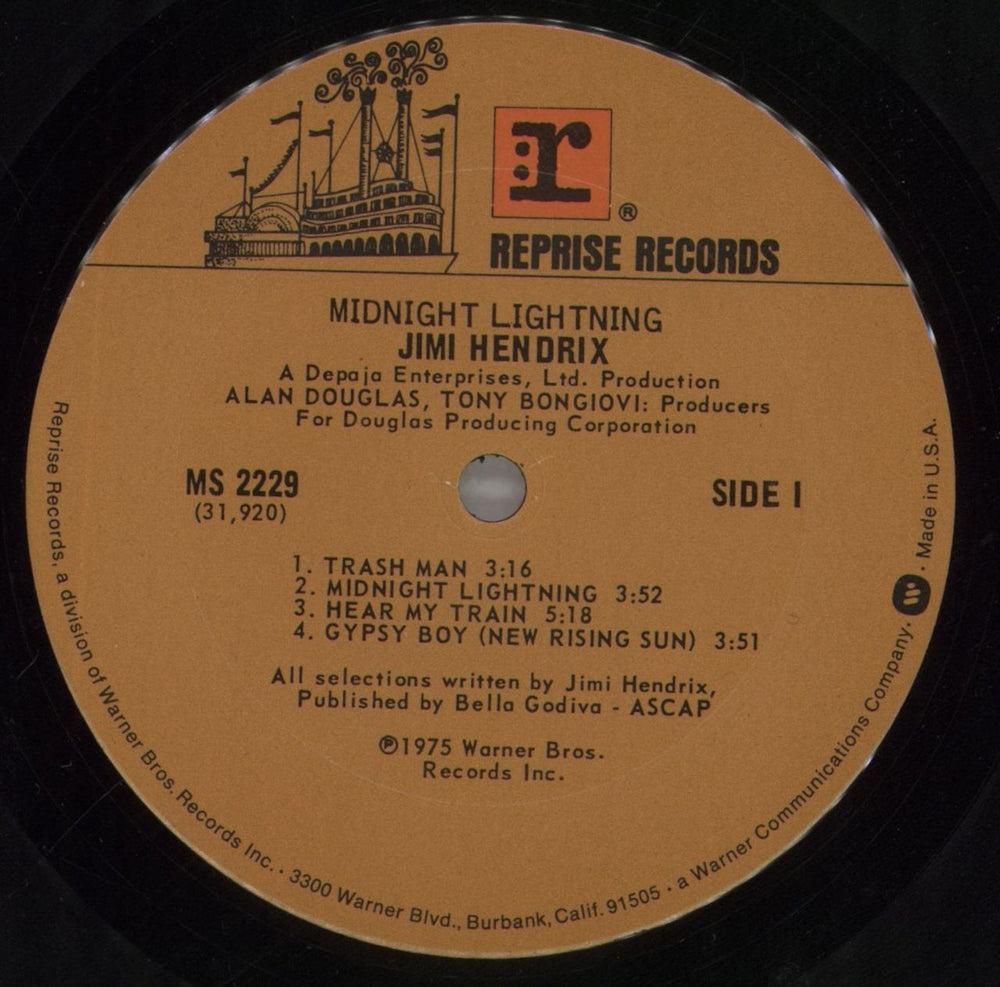 r
®
REPRISE RECORDS
MIDNIGHT LIGHTNING
JIMI HENDRIX
A Depaja Enterprises, Ltd. Production
ALAN DOUGLAS, TONY BONGIOVI: Producers
For Douglas Producing Corporation
MS 2229
(31,920)
SIDE 1
1. TRASH MAN 3:16
2. MIDNIGHT LIGHTNING 3:52
3. HEAR MY TRAIN 5:18
4. GYPSY BOY (NEW RISING SUN) 3:51
All selections written by Jimi Hendrix,
Published by Bella Godiva - ASCAP
℗1975 Warner Bros.
Records Inc.
Reprise Records, a division of Warner Bros. Records Inc. · 3300 Warner Blvd., Burbank, Calif. 91505 · a Warner Communications Company · Made in U.S.A.